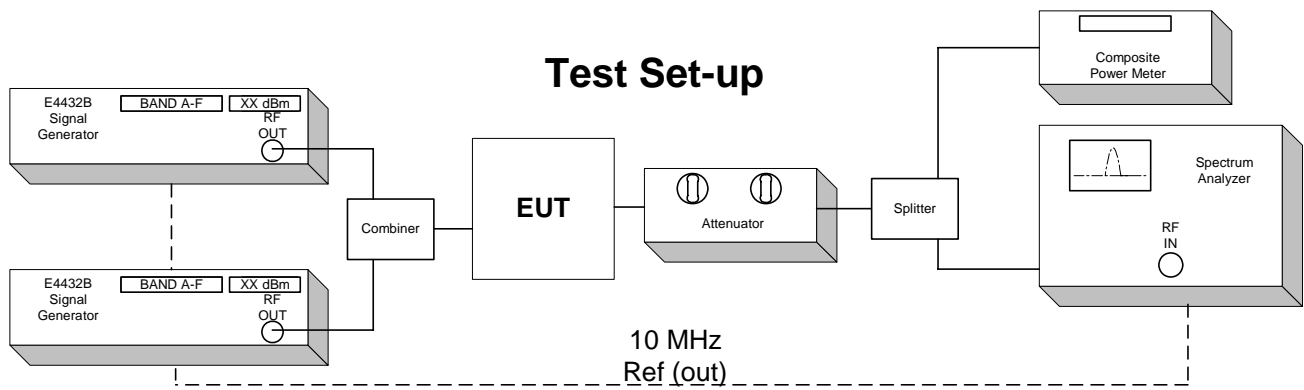 Test Set-up
E4432B
Signal
Generator
BAND A-F
XX dBm
RF
OUT
E4432B
Signal
Generator
BAND A-F
XX dBm
RF
OUT
Combiner
EUT
Attenuator
Splitter
Composite
Power Meter
Spectrum
Analyzer
RF
IN
10 MHz
Ref (out)